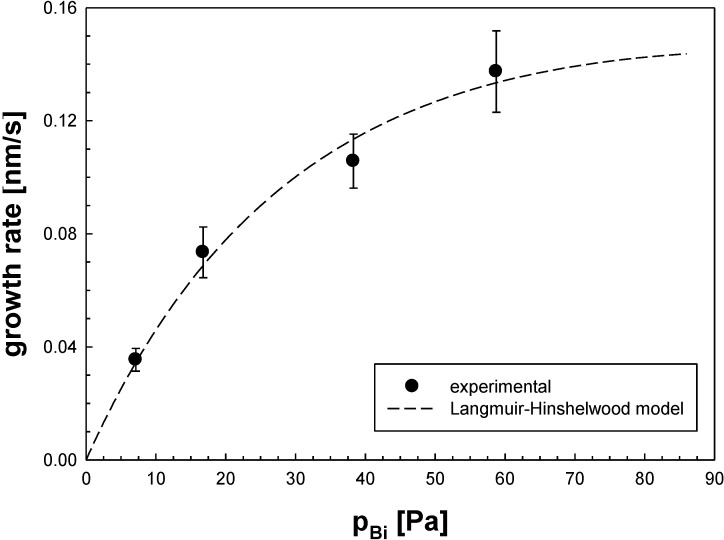 0.16
0.12
0.08
0.04
0.00
growth rate [nm/s]
experimental
Langmuir-Hinshelwood model
0 10 20 30 40 50 60 70 80 90
pBi [Pa]